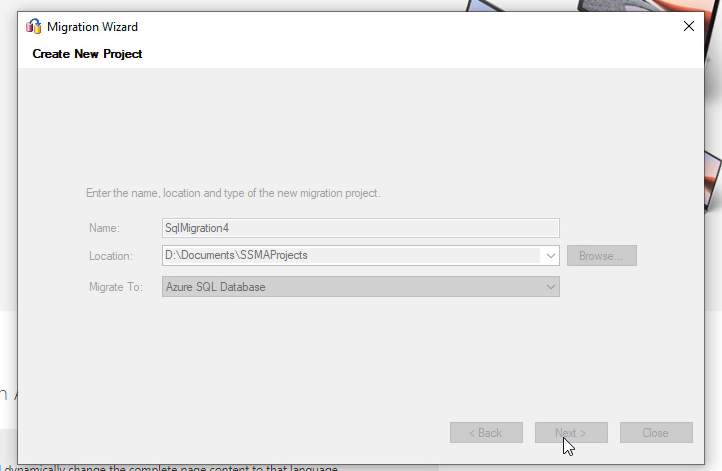 Migration Wizard
Create New Project
Enter the name, location and type of the new migration project.
Name: SqlMigration4
Location: D:\Documents\SSMAProjects Browse...
Migrate To: Azure SQL Database
n
< Back Next > Close
dynamically change the complete page content to that language